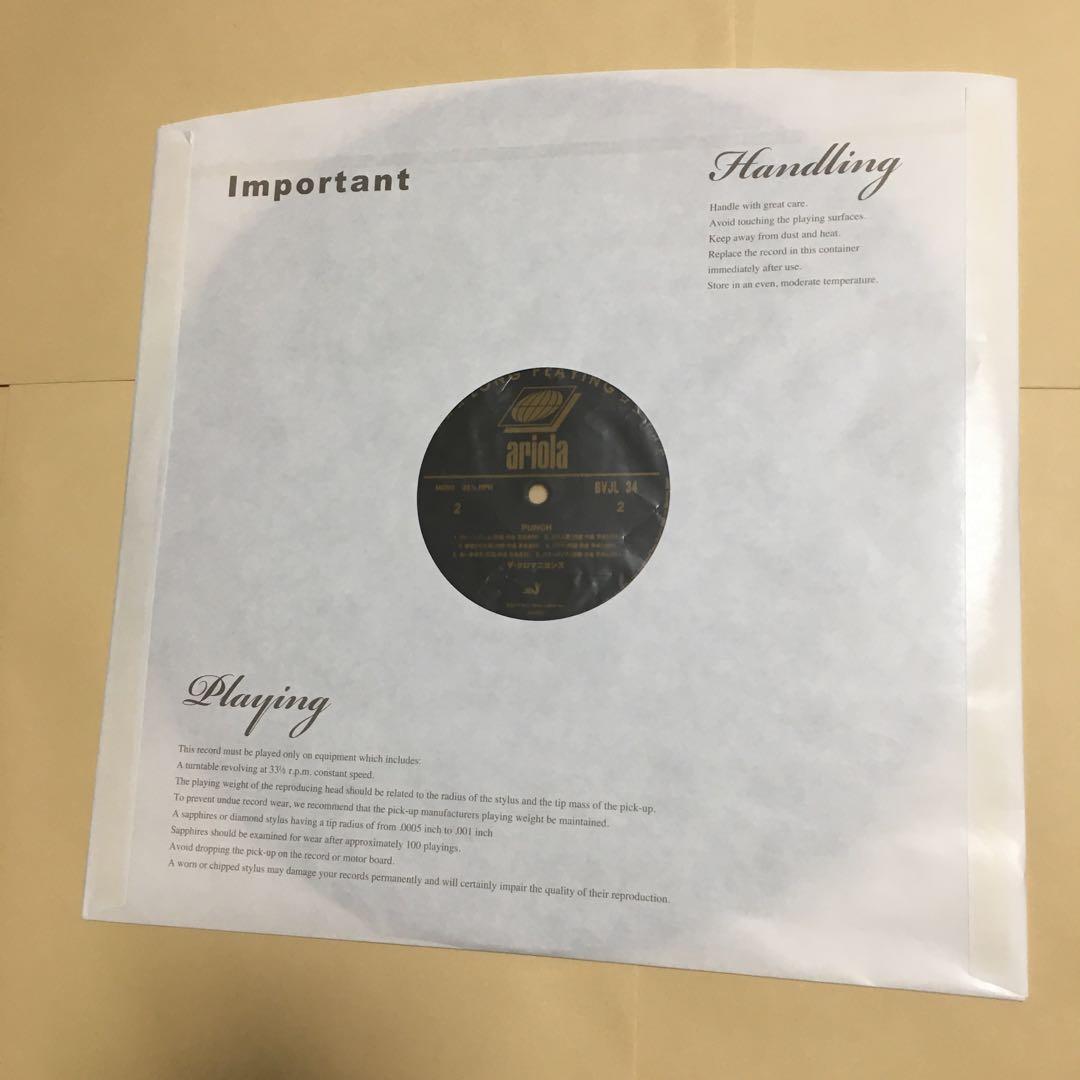 Important
Handling
Handle with great care.
Avoid touching the playing surfaces.
Keep away from dust and heat.
Replace the record in this container
immediately after use.
Store in an even, moderate temperature.
LONG PLAYING
ariola
MONO 33⅓ RPM
BVJL 34
2
2
PUNCH
ザ・クロマニヨンズ
Playing
This record must be played only on equipment which includes:
A turntable revolving at 33⅓ r.p.m. constant speed.
The playing weight of the reproducing head should be related to the radius of the stylus and the tip mass of the pick-up.
To prevent undue record wear, we recommend that the pick-up manufacturers playing weight be maintained.
A sapphires or diamond stylus having a tip radius of from .0005 inch to .001 inch
Sapphires should be examined for wear after approximately 100 playings.
Avoid dropping the pick-up on the record or motor board.
A worn or chipped stylus may damage your records permanently and will certainly impair the quality of their reproduction.